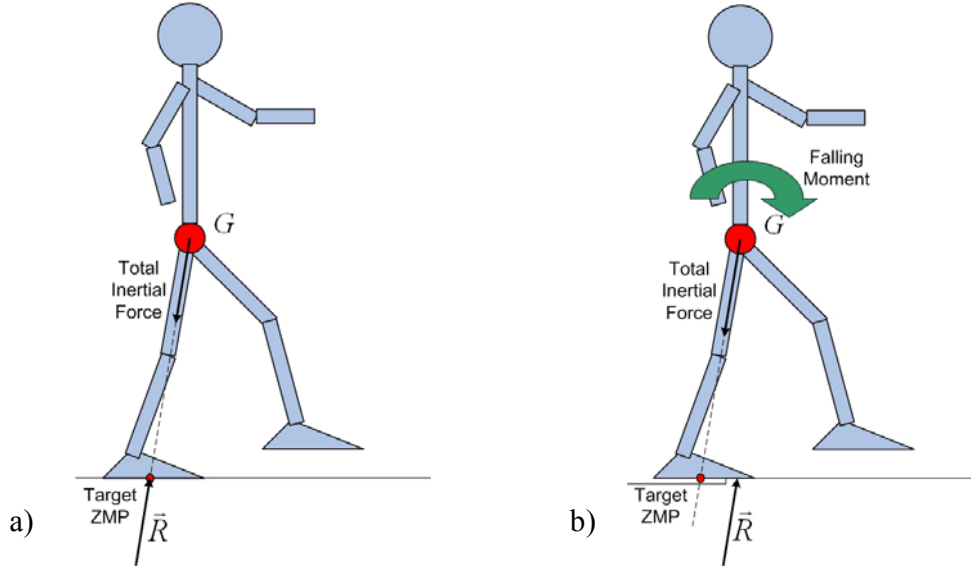 G
Total
Inertial
Force
Target
ZMP
R⃗
a)
Falling
Moment
G
Total
Inertial
Force
Target
ZMP
R⃗
b)